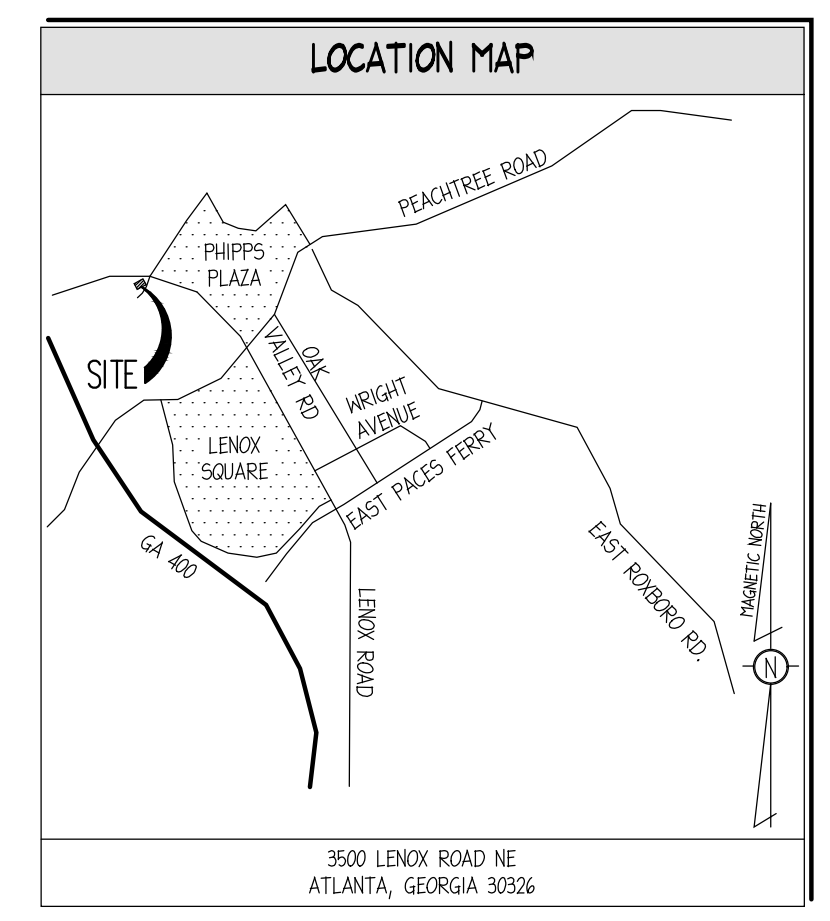 LOCATION MAP
PEACHTREE ROAD
PHIPPS
PLAZA
SITE
OAK
VALLEY RD
WRIGHT
AVENUE
LENOX
SQUARE
EAST PACES FERRY
GA 400
EAST ROXBORO RD.
LENOX ROAD
MAGNETIC NORTH
N
3500 LENOX ROAD NE
ATLANTA, GEORGIA 30326